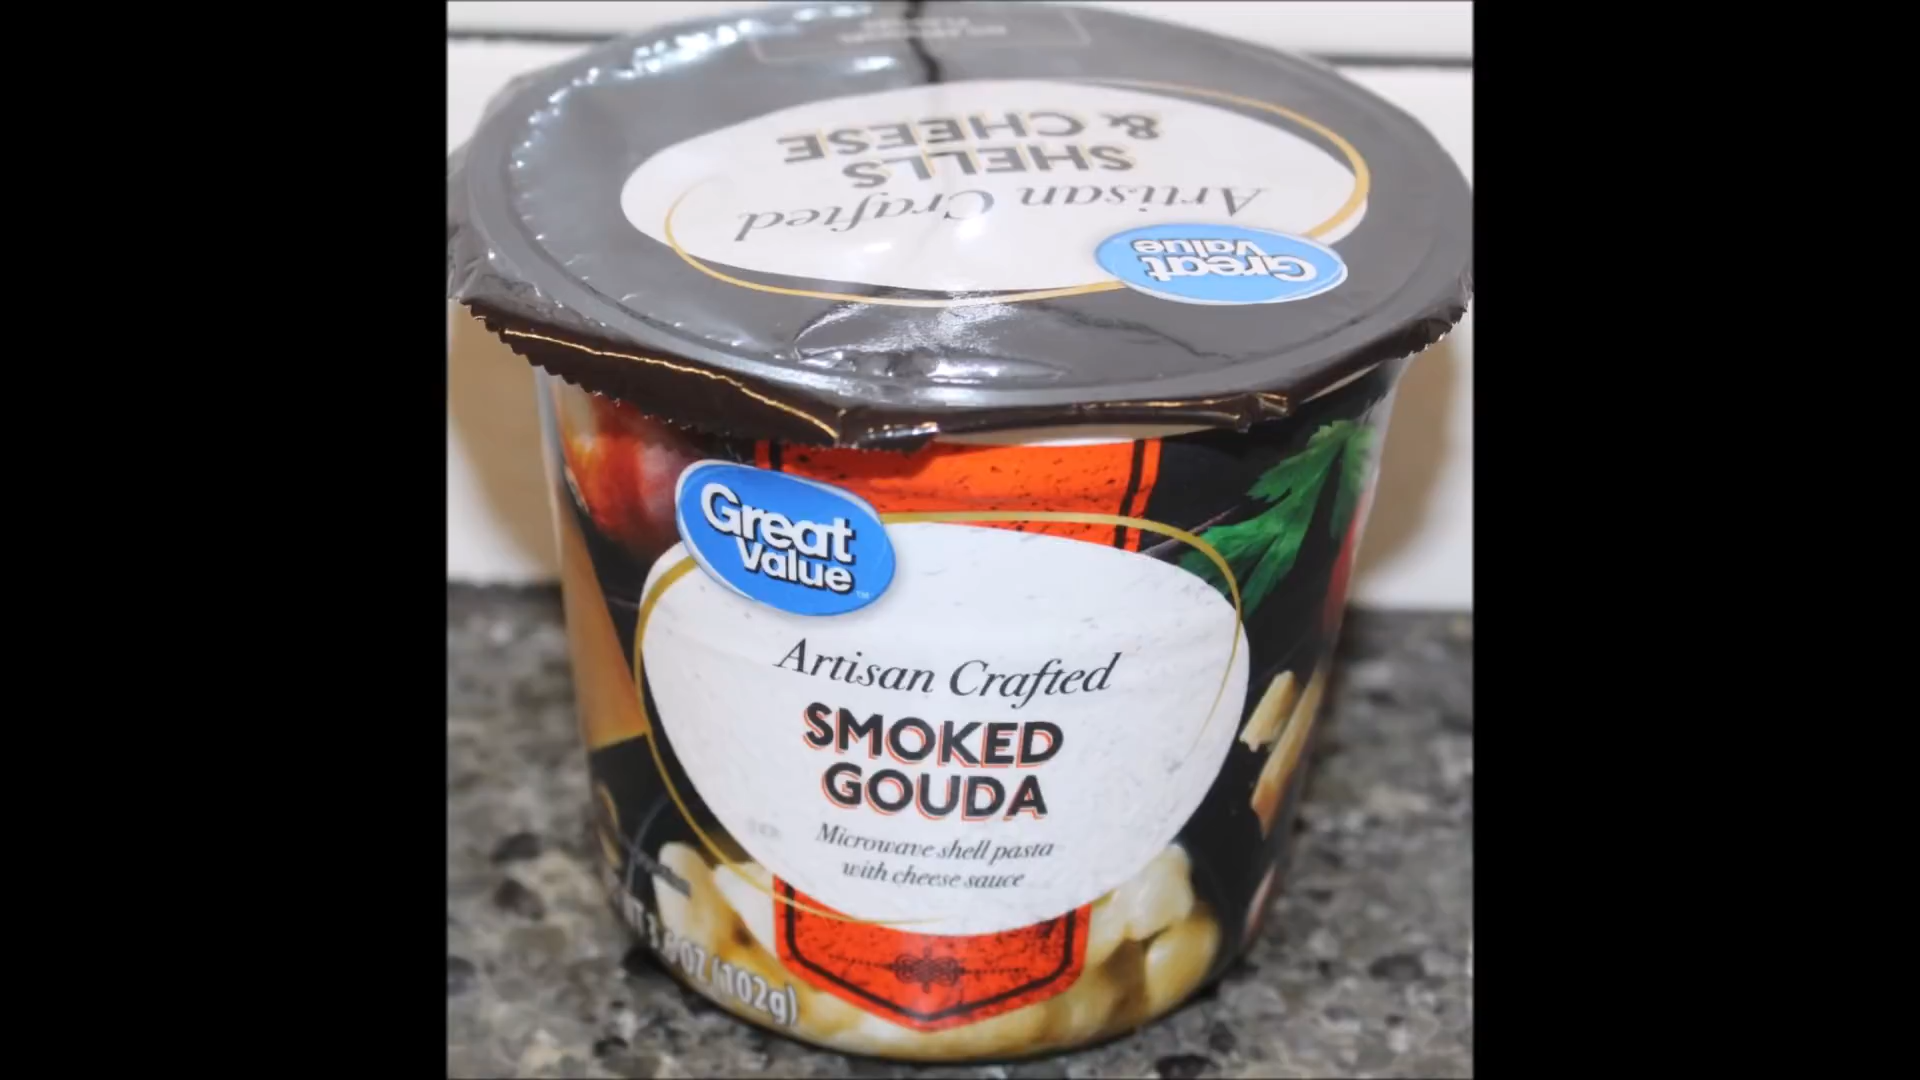 & CHEESE
SHELLS
Artisan Crafted
Great
Value
Great
Value
Artisan Crafted
SMOKED
GOUDA
Microwave shell pasta
with cheese sauce
OZ (102g)